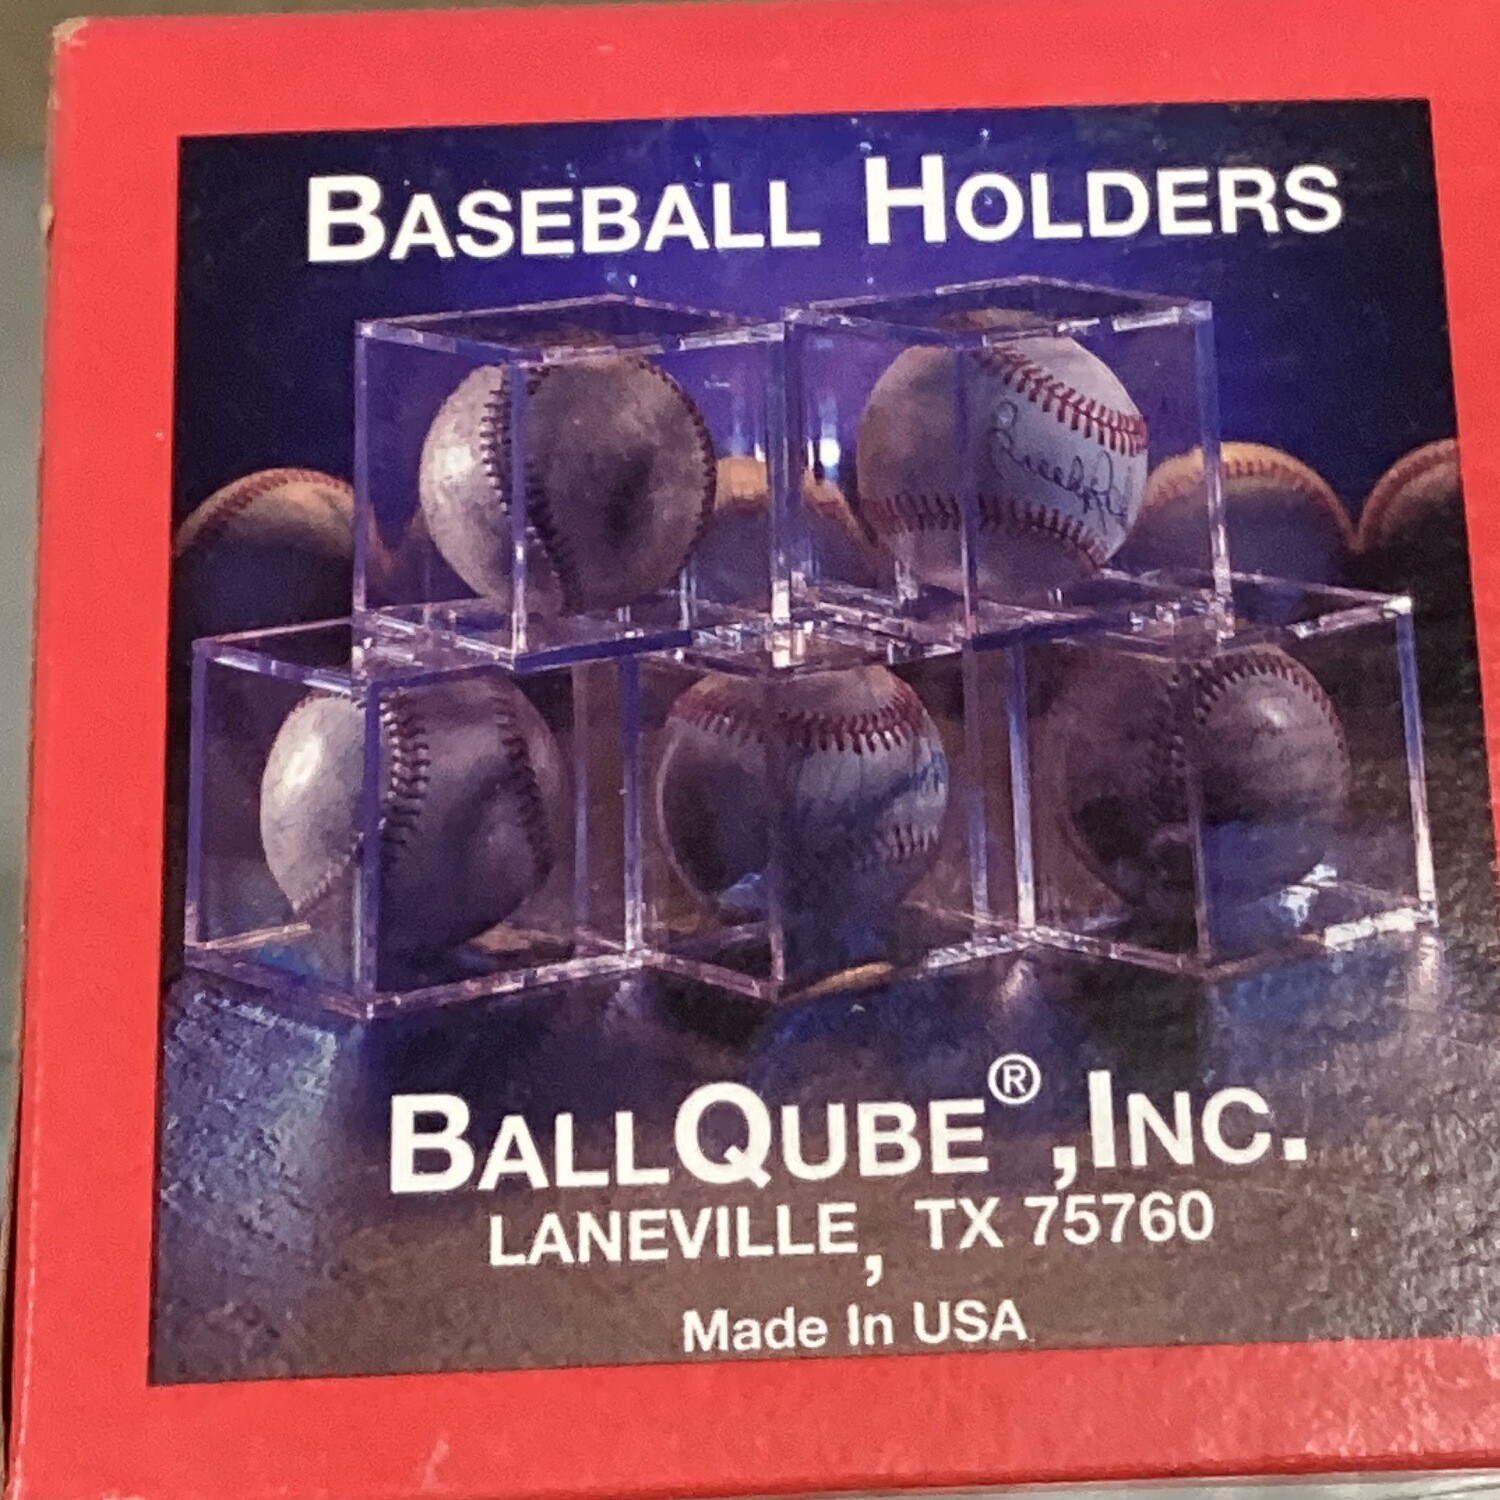 BASEBALL HOLDERS
BALLQUBE®, INC.
LANEVILLE, TX 75760
Made In USA